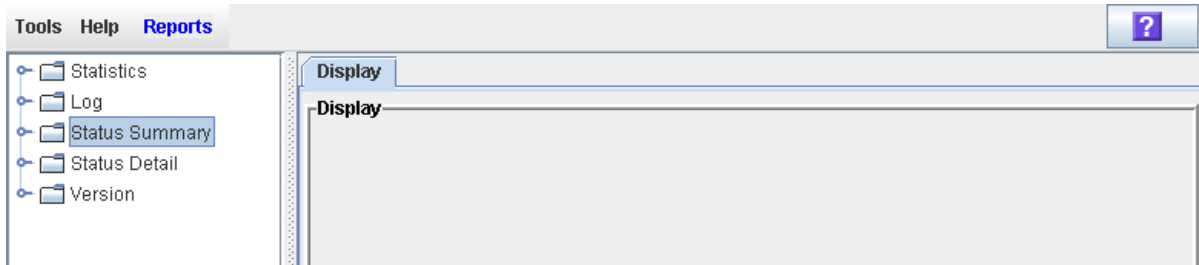 Tools Help Reports
?
Statistics
Log
Status Summary
Status Detail
Version
Display
Display